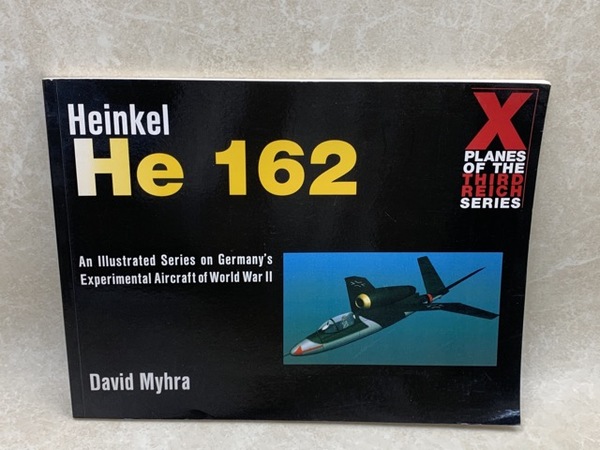 Heinkel
He 162
X
PLANES
OF THE
THIRD
REICH
SERIES
An Illustrated Series on Germany's
Experimental Aircraft of World War II
David Myhra